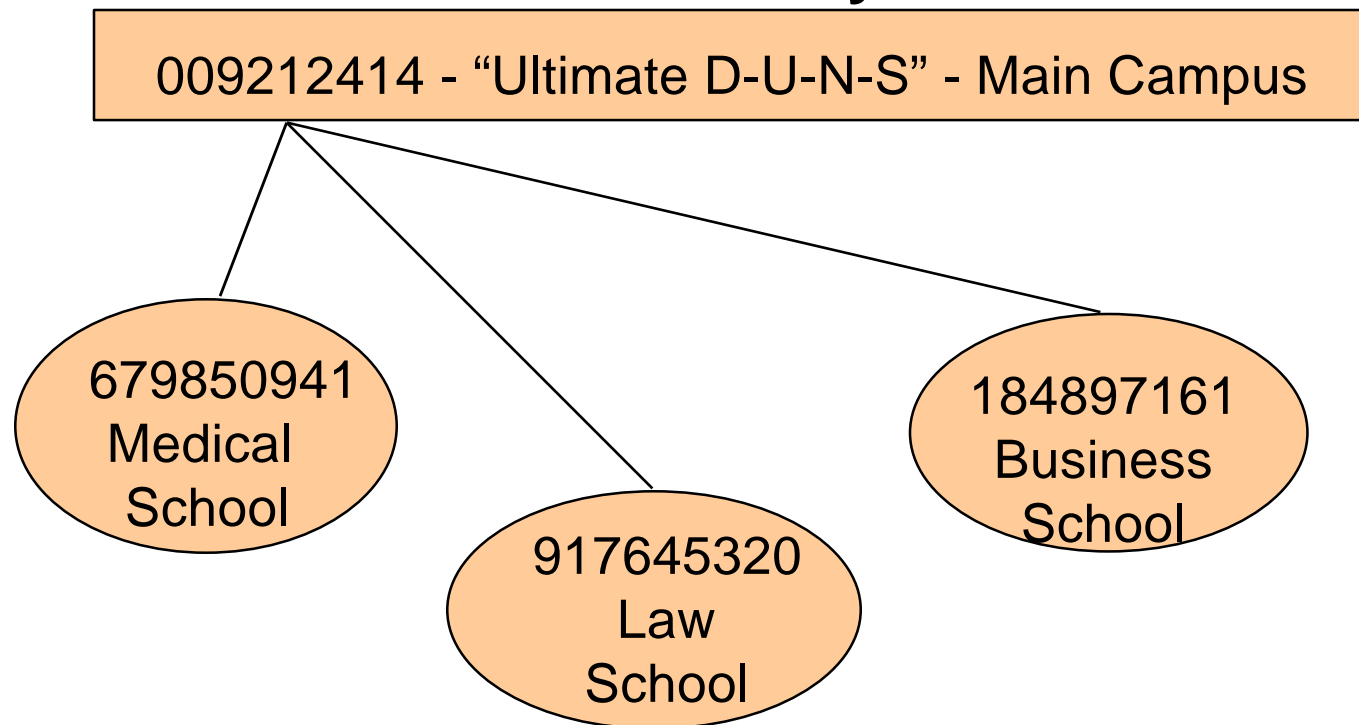 009212414 - “Ultimate D-U-N-S” - Main Campus
679850941
Medical
School
184897161
Business
School
917645320
Law
School